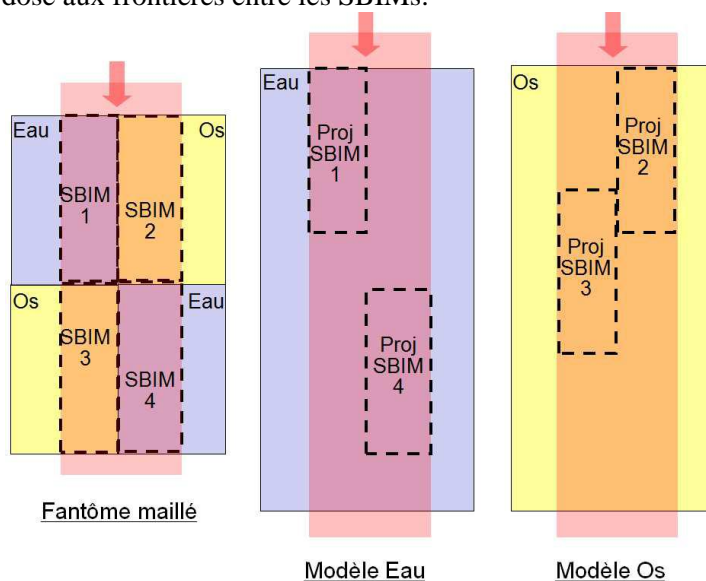 dose aux frontières entre les SBIMs.
Eau
Os
SBIM
1
SBIM
2
Os
Eau
SBIM
3
SBIM
4
Fantôme maillé
Eau
Proj
SBIM
1
Proj
SBIM
4
Modèle Eau
Os
Proj
SBIM
2
Proj
SBIM
3
Modèle Os